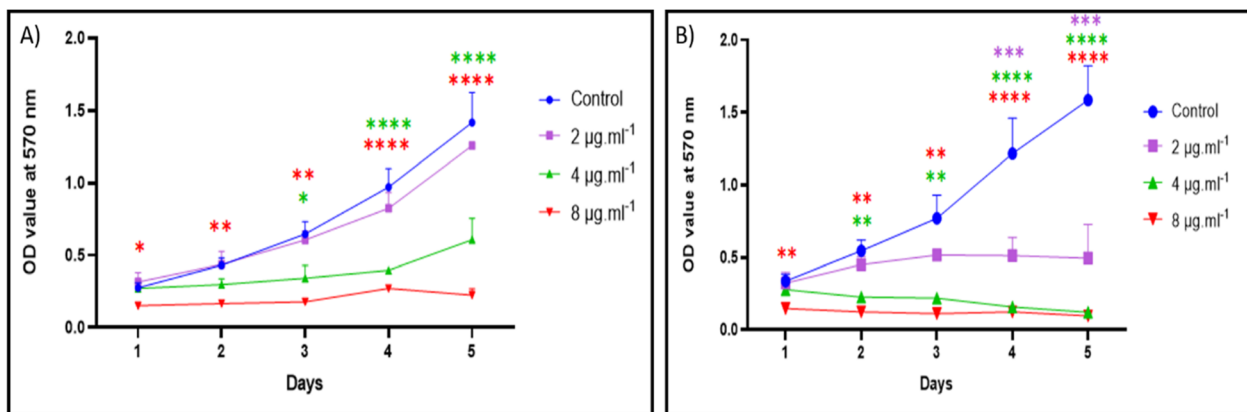 A)
OD value at 570 nm
2.0
1.5
1.0
0.5
0.0
*
**
**
*
****
****
****
****
1
2
3
4
5
Days
Control
2 µg.ml⁻¹
4 µg.ml⁻¹
8 µg.ml⁻¹
B)
OD value at 570 nm
2.0
1.5
1.0
0.5
0.0
**
**
**
**
**
***
****
****
***
****
****
1
2
3
4
5
Days
Control
2 µg.ml⁻¹
4 µg.ml⁻¹
8 µg.ml⁻¹